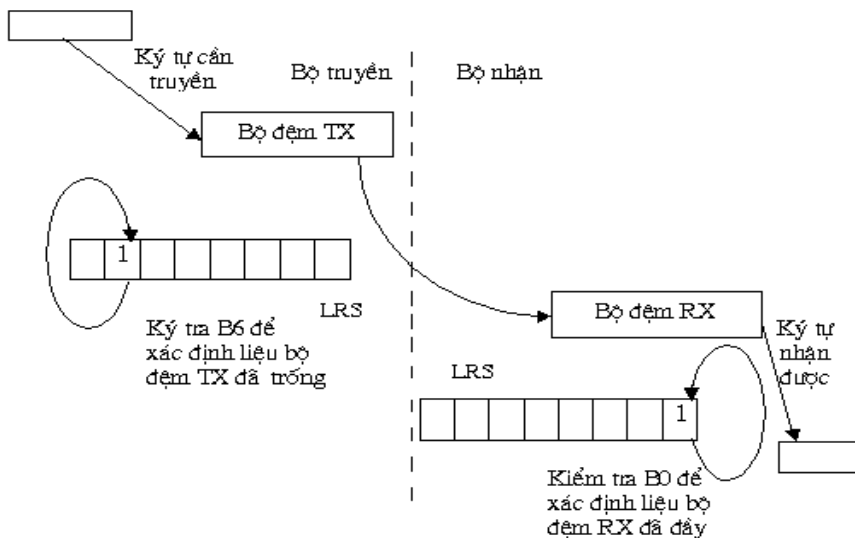 Ký tự cần
truyền
Bộ truyền
Bộ nhận
Bộ đệm TX
1
LRS
Ký tra B6 để
xác định liệu bộ
đệm TX đã trống
Bộ đệm RX
Ký tự
nhận
được
LRS
1
Kiểm tra B0 để
xác định liệu bộ
đệm RX đã đầy